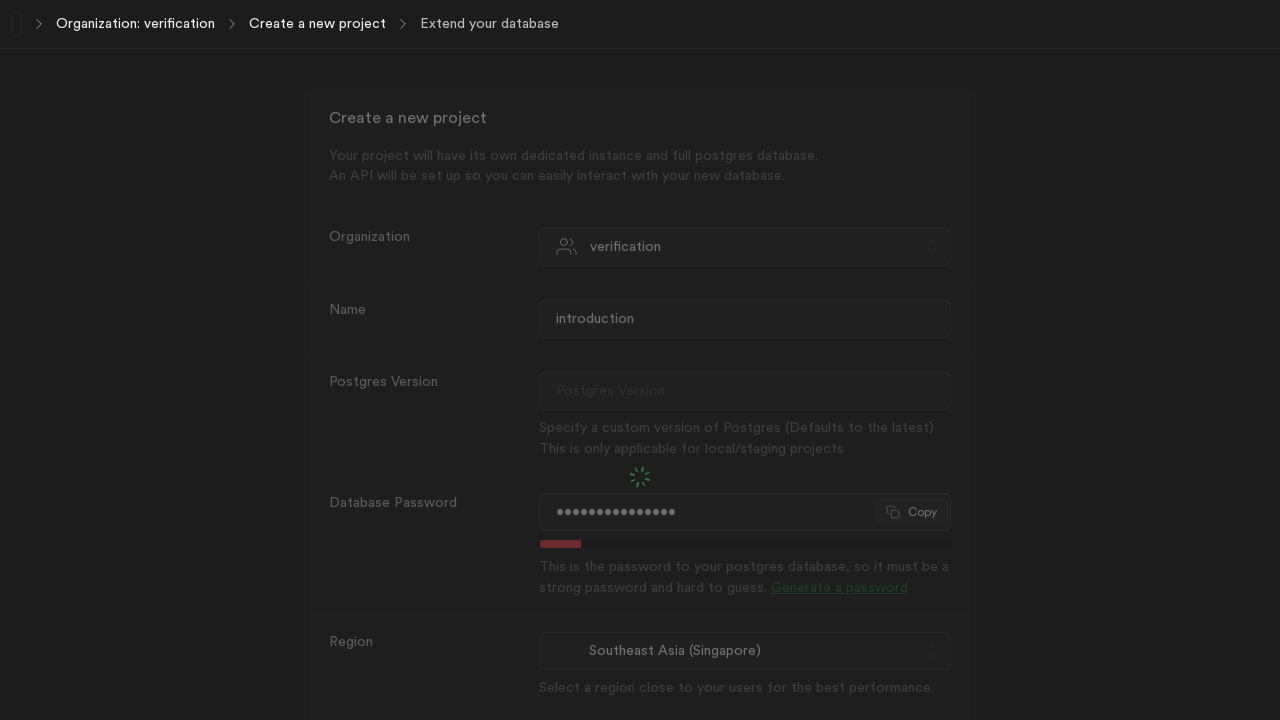 Organization: verification
Create a new project
Extend your database
Create a new project
Your project will have its own dedicated instance and full postgres database.
An API will be set up so you can easily interact with your new database.
Organization
verification
Name
introduction
Postgres Version
Postgres Version
Specify a custom version of Postgres (Defaults to the latest)
This is only applicable for local/staging projects
Database Password
•••••••••••••••
Copy
This is the password to your postgres database, so it must be a
strong password and hard to guess. Generate a password
Region
Southeast Asia (Singapore)
Select a region close to your users for the best performance.